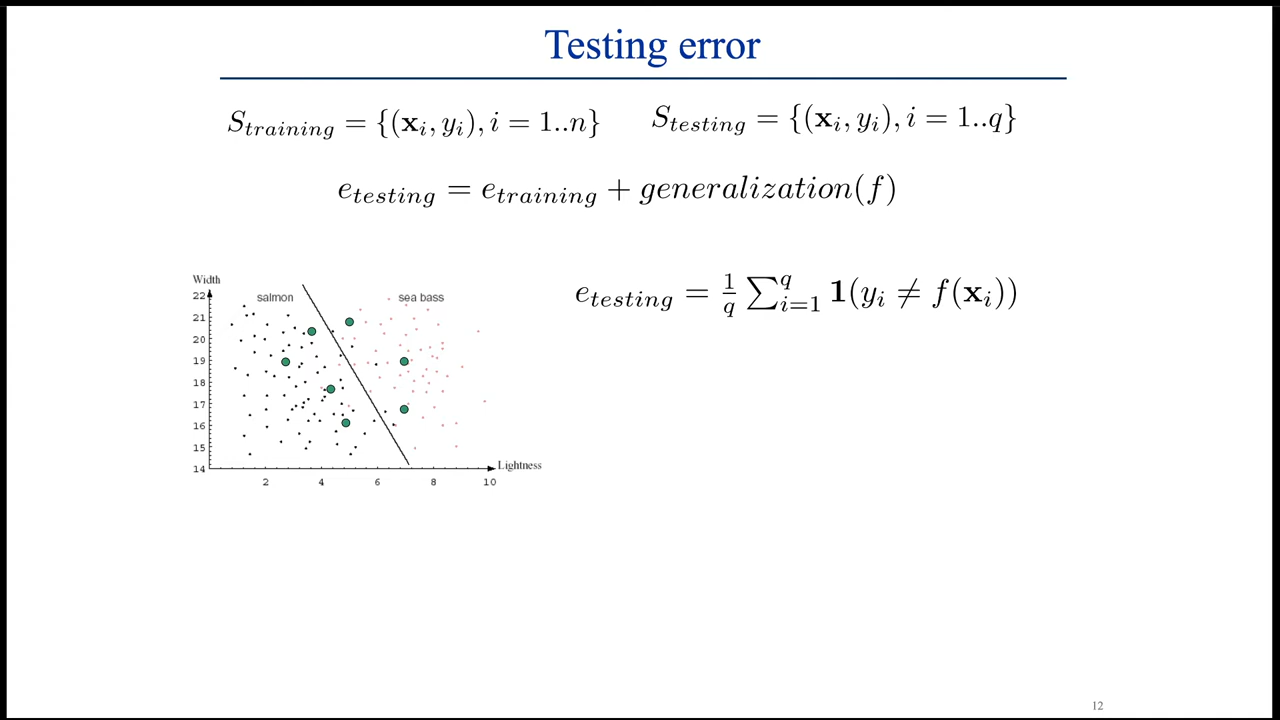 Testing error
S_{training} = {(x_i, y_i), i = 1..n}    S_{testing} = {(x_i, y_i), i = 1..q}
e_{testing} = e_{training} + generalization(f)
e_{testing} = \frac{1}{q} ∑_{i=1}^{q} 1(y_i ≠ f(x_i))
Width
salmon    sea bass
22
21
20
19
18
17
16
15
14
Lightness
2 4 6 8 10
12